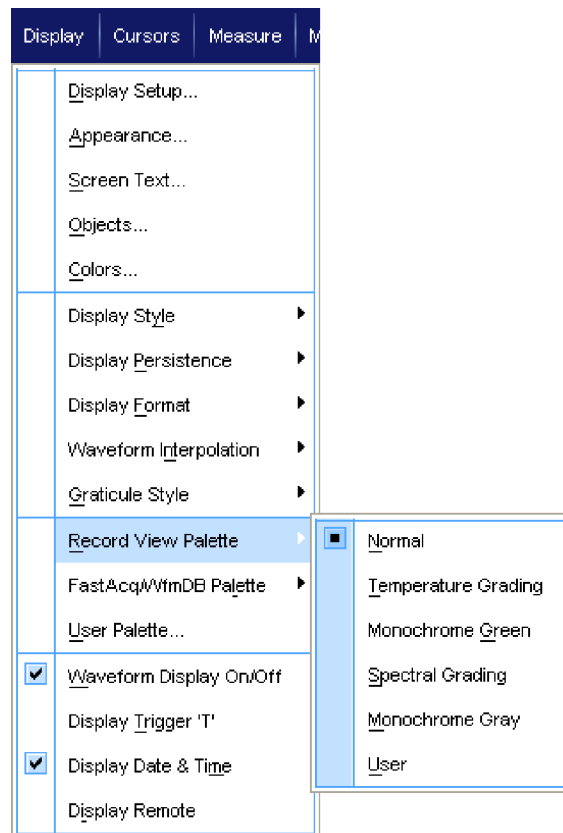 Display Cursors Measure M
Display Setup...
Appearance...
Screen Text...
Objects...
Colors...
Display Style
Display Persistence
Display Format
Waveform Interpolation
Graticule Style
Record View Palette
FastAcq/WfmDB Palette
User Palette...
Waveform Display On/Off
Display Trigger 'T'
Display Date & Time
Display Remote
Normal
Temperature Grading
Monochrome Green
Spectral Grading
Monochrome Gray
User